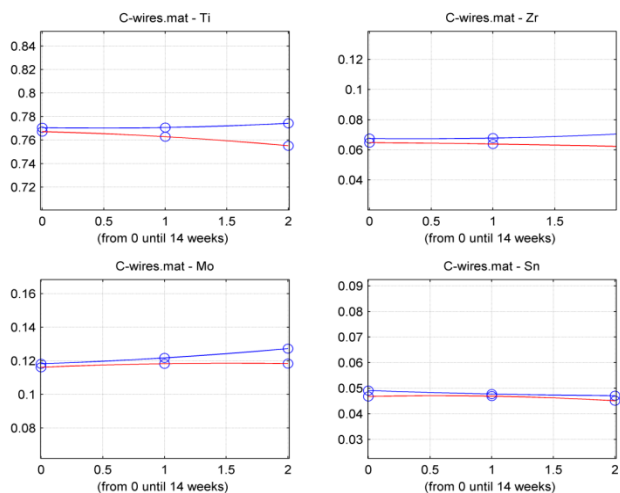 C-wires.mat - Ti
0.84
0.82
0.8
0.78
0.76
0.74
0.72
0 0.5 1 1.5 2
(from 0 until 14 weeks)
C-wires.mat - Zr
0.12
0.1
0.08
0.06
0.04
0 0.5 1 1.5
(from 0 until 14 weeks)
C-wires.mat - Mo
0.16
0.14
0.12
0.1
0.08
0 0.5 1 1.5 2
(from 0 until 14 weeks)
C-wires.mat - Sn
0.09
0.08
0.07
0.06
0.05
0.04
0.03
0 0.5 1 1.5 2
(from 0 until 14 weeks)